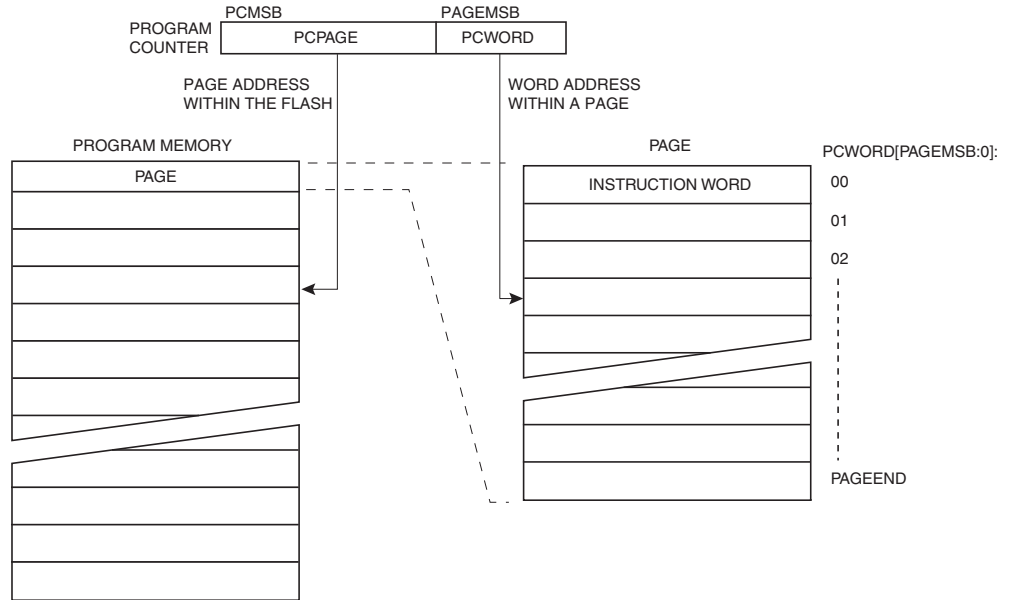 PCMSB PAGEMSB
PROGRAM
COUNTER
PCPAGE PCWORD
PAGE ADDRESS
WITHIN THE FLASH
WORD ADDRESS
WITHIN A PAGE
PROGRAM MEMORY
PAGE
PAGE
INSTRUCTION WORD
PCWORD[PAGEMSB:0]:
00
01
02
PAGEEND